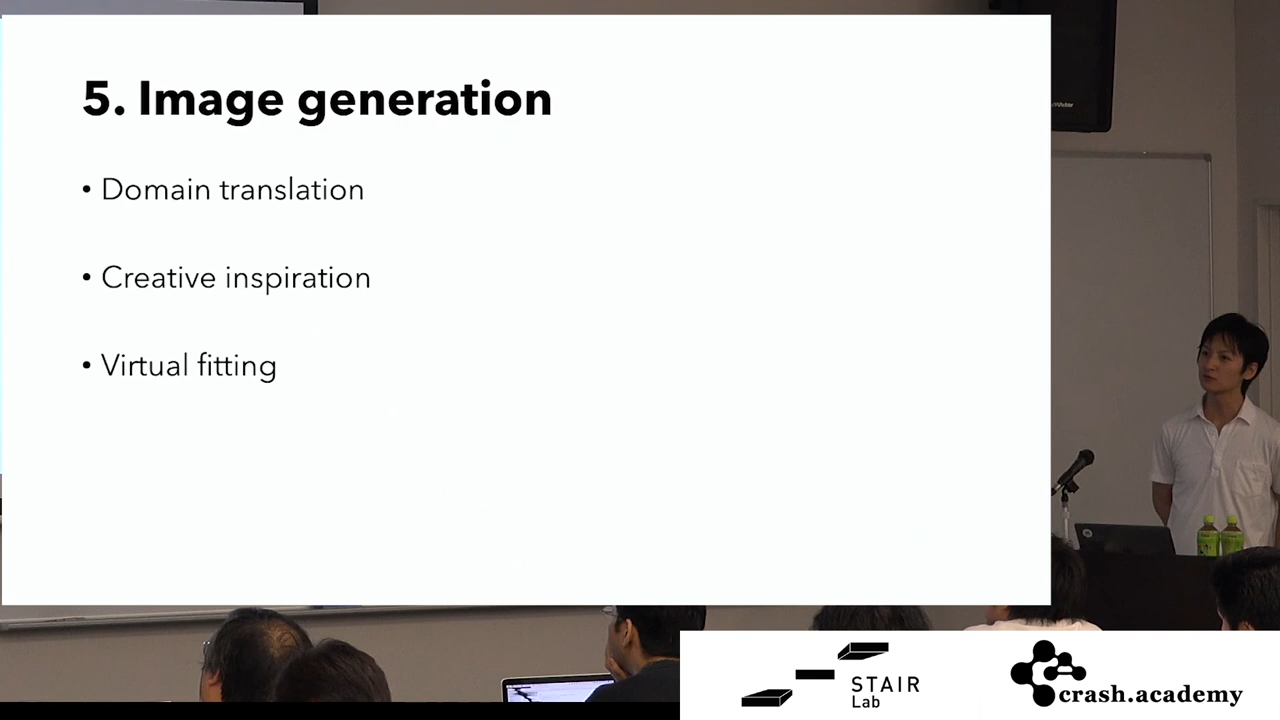 5. Image generation
• Domain translation
• Creative inspiration
• Virtual fitting
STAIR
Lab
crash.academy